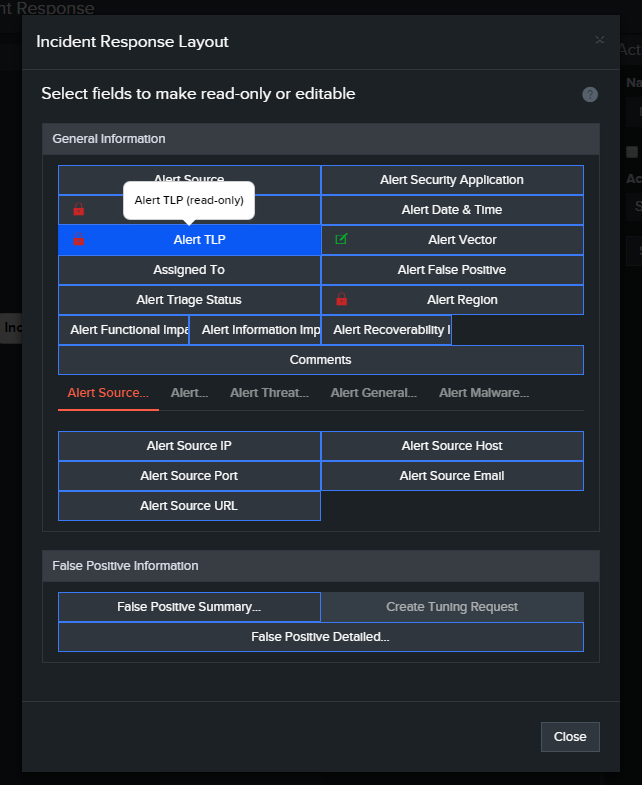 nt Response
Incident Response Layout
×
Act
Select fields to make read-only or editable
?
Na
General Information
Alert Source
Alert Security Application
Alert TLP (read-only)
Alert Date & Time
Ac
S
Alert TLP
Alert Vector
Assigned To
Alert False Positive
Alert Triage Status
Alert Region
Inc
Alert Functional Impa
Alert Information Imp
Alert Recoverability I
Comments
Alert Source...
Alert...
Alert Threat...
Alert General...
Alert Malware...
Alert Source IP
Alert Source Host
Alert Source Port
Alert Source Email
Alert Source URL
False Positive Information
False Positive Summary...
Create Tuning Request
False Positive Detailed...
Close